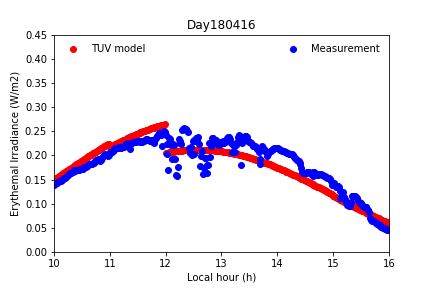 Day180416
TUV model
Measurement
Erythemal Irradiance (W/m2)
0.45
0.40
0.35
0.30
0.25
0.20
0.15
0.10
0.05
0.00
10 11 12 13 14 15 16
Local hour (h)